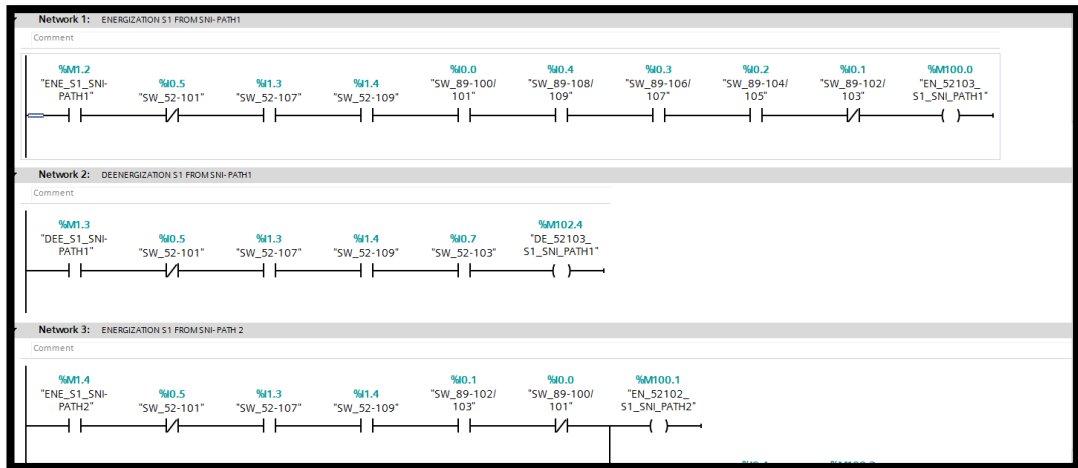 Network 1: ENERGIZATION S1 FROM SNI- PATH1
Comment
%M1.2
"ENE_S1_SNI-
PATH1"
%I0.5
"SW_52-101"
%I1.3
"SW_52-107"
%I1.4
"SW_52-109"
%I0.0
"SW_89-100/
101"
%I0.4
"SW_89-108/
109"
%I0.3
"SW_89-106/
107"
%I0.2
"SW_89-104/
105"
%I0.1
"SW_89-102/
103"
%M100.0
"EN_52103_
S1_SNI_PATH1"
Network 2: DEENERGIZATION S1 FROM SNI- PATH1
Comment
%M1.3
"DEE_S1_SNI-
PATH1"
%I0.5
"SW_52-101"
%I1.3
"SW_52-107"
%I1.4
"SW_52-109"
%I0.7
"SW_52-103"
%M102.4
"DE_52103_
S1_SNI_PATH1"
Network 3: ENERGIZATION S1 FROM SNI- PATH 2
Comment
%M1.4
"ENE_S1_SNI-
PATH2"
%I0.5
"SW_52-101"
%I1.3
"SW_52-107"
%I1.4
"SW_52-109"
%I0.1
"SW_89-102/
103"
%I0.0
"SW_89-100/
101"
%M100.1
"EN_52102_
S1_SNI_PATH2"